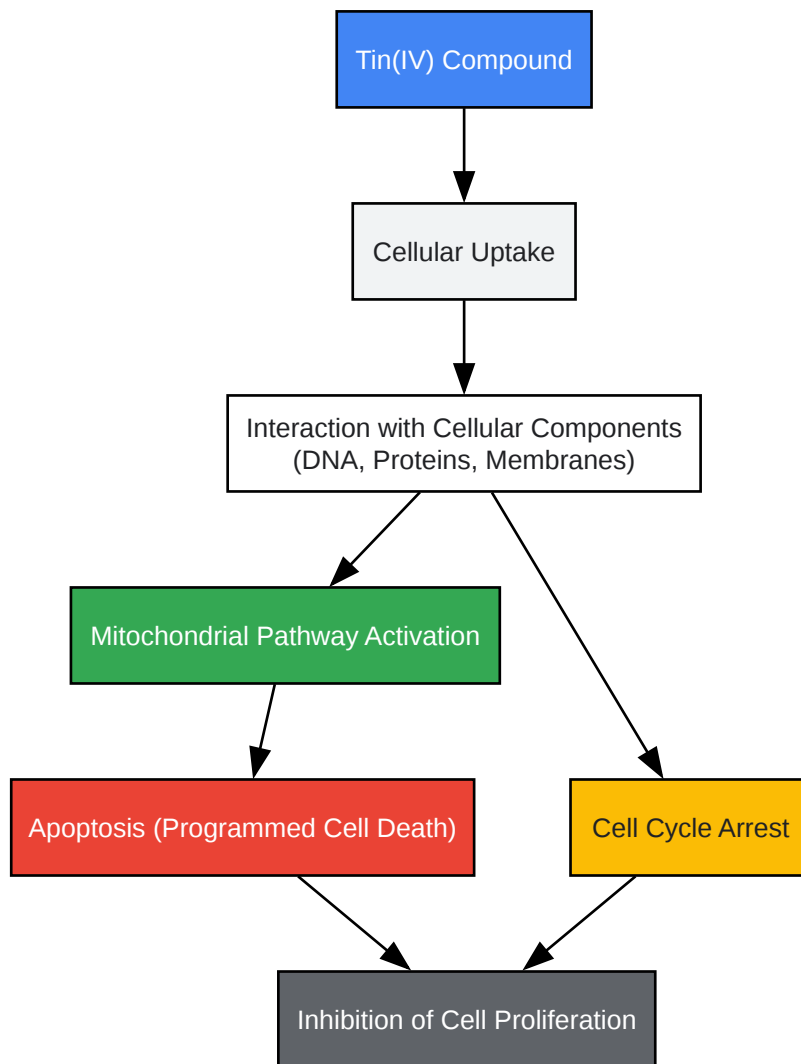 Tin(IV) Compound
Cellular Uptake
Interaction with Cellular Components
(DNA, Proteins, Membranes)
Mitochondrial Pathway Activation
Apoptosis (Programmed Cell Death)
Cell Cycle Arrest
Inhibition of Cell Proliferation